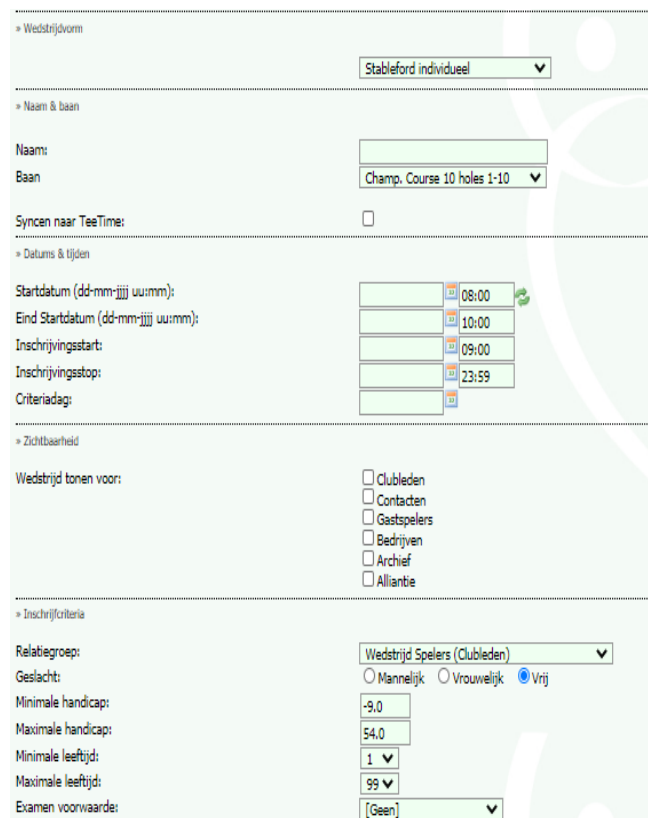 » Wedstrijdvorm
Stableford individueel
» Naam & baan
Naam:
Baan Champ. Course 10 holes 1-10
Syncen naar TeeTime:
» Datums & tijden
Startdatum (dd-mm-jjjj uu:mm): 08:00
Eind Startdatum (dd-mm-jjjj uu:mm): 10:00
Inschrijvingsstart: 09:00
Inschrijvingsstop: 23:59
Criteriadag:
» Zichtbaarheid
Wedstrijd tonen voor: Clubleden
Contacten
Gastspelers
Bedrijven
Archief
Alliantie
» Inschrijfcriteria
Relatiegroep: Wedstrijd Spelers (Clubleden)
Geslacht: Mannelijk Vrouwelijk Vrij
Minimale handicap: -9.0
Maximale handicap: 54.0
Minimale leeftijd: 1
Maximale leeftijd: 99
Examen voorwaarde: [Geen]